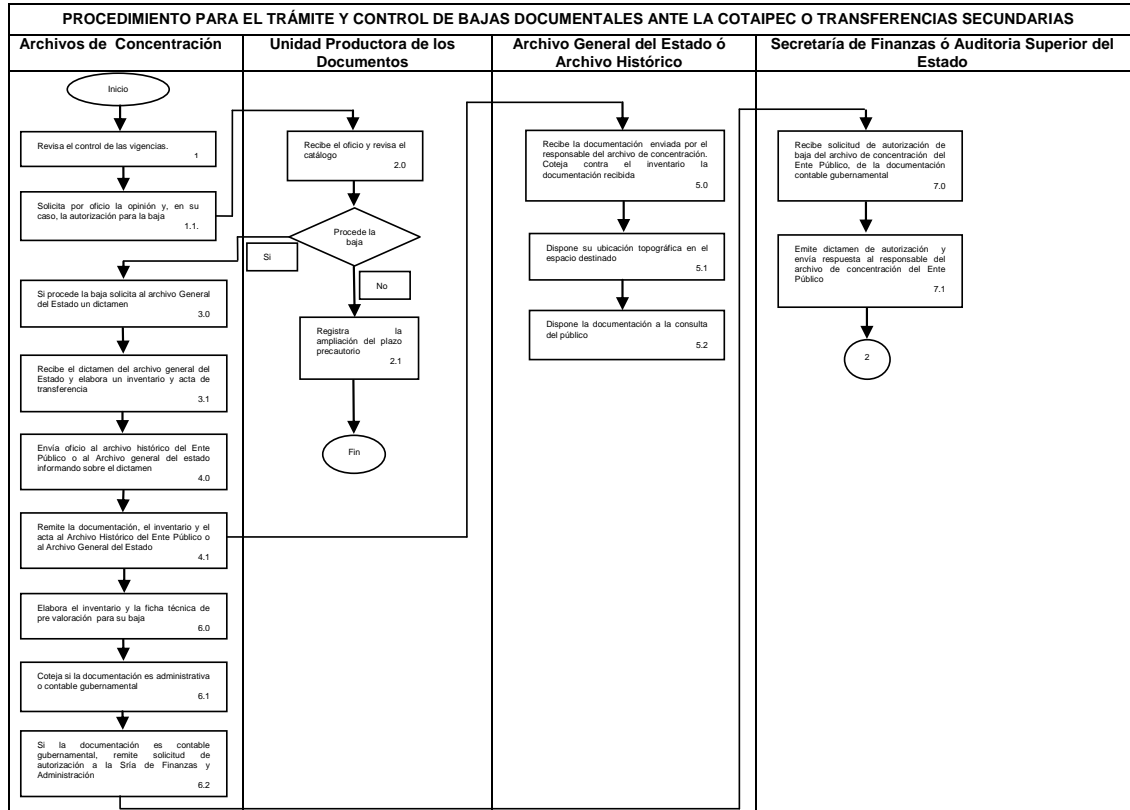 PROCEDIMIENTO PARA EL TRÁMITE Y CONTROL DE BAJAS DOCUMENTALES ANTE LA COTAIPEC O TRANSFERENCIAS SECUNDARIAS
Archivos de Concentración
Unidad Productora de los
Documentos
Archivo General del Estado ó
Archivo Histórico
Secretaría de Finanzas ó Auditoria Superior del
Estado
Inicio
Revisa el control de las vigencias.
1
Solicita por oficio la opinión y, en su
caso, la autorización para la baja
1.1.
Si procede la baja solicita al archivo General
del Estado un dictamen
3.0
Recibe el dictamen del archivo general del
Estado y elabora un inventario y acta de
transferencia
3.1
Envía oficio al archivo histórico del Ente
Público o al Archivo general del estado
informando sobre el dictamen
4.0
Remite la documentación, el inventario y el
acta al Archivo Histórico del Ente Público o
al Archivo General del Estado
4.1
Elabora el inventario y la ficha técnica de
pre valoración para su baja
6.0
Coteja si la documentación es administrativa
o contable gubernamental
6.1
Si la documentación es contable
gubernamental, remite solicitud de
autorización a la Sría de Finanzas y
Administración
6.2
Recibe el oficio y revisa el
catálogo
2.0
Procede la
baja
Si
No
Registra la
ampliación del plazo
precautorio
2.1
Fin
Recibe la documentación enviada por el
responsable del archivo de concentración.
Coteja contra el inventario la
documentación recibida
5.0
Dispone su ubicación topográfica en el
espacio destinado
5.1
Dispone la documentación a la consulta
del público
5.2
Recibe solicitud de autorización de
baja del archivo de concentración del
Ente Público, de la documentación
contable gubernamental
7.0
Emite dictamen de autorización y
envía respuesta al responsable del
archivo de concentración del Ente
Público
7.1
2